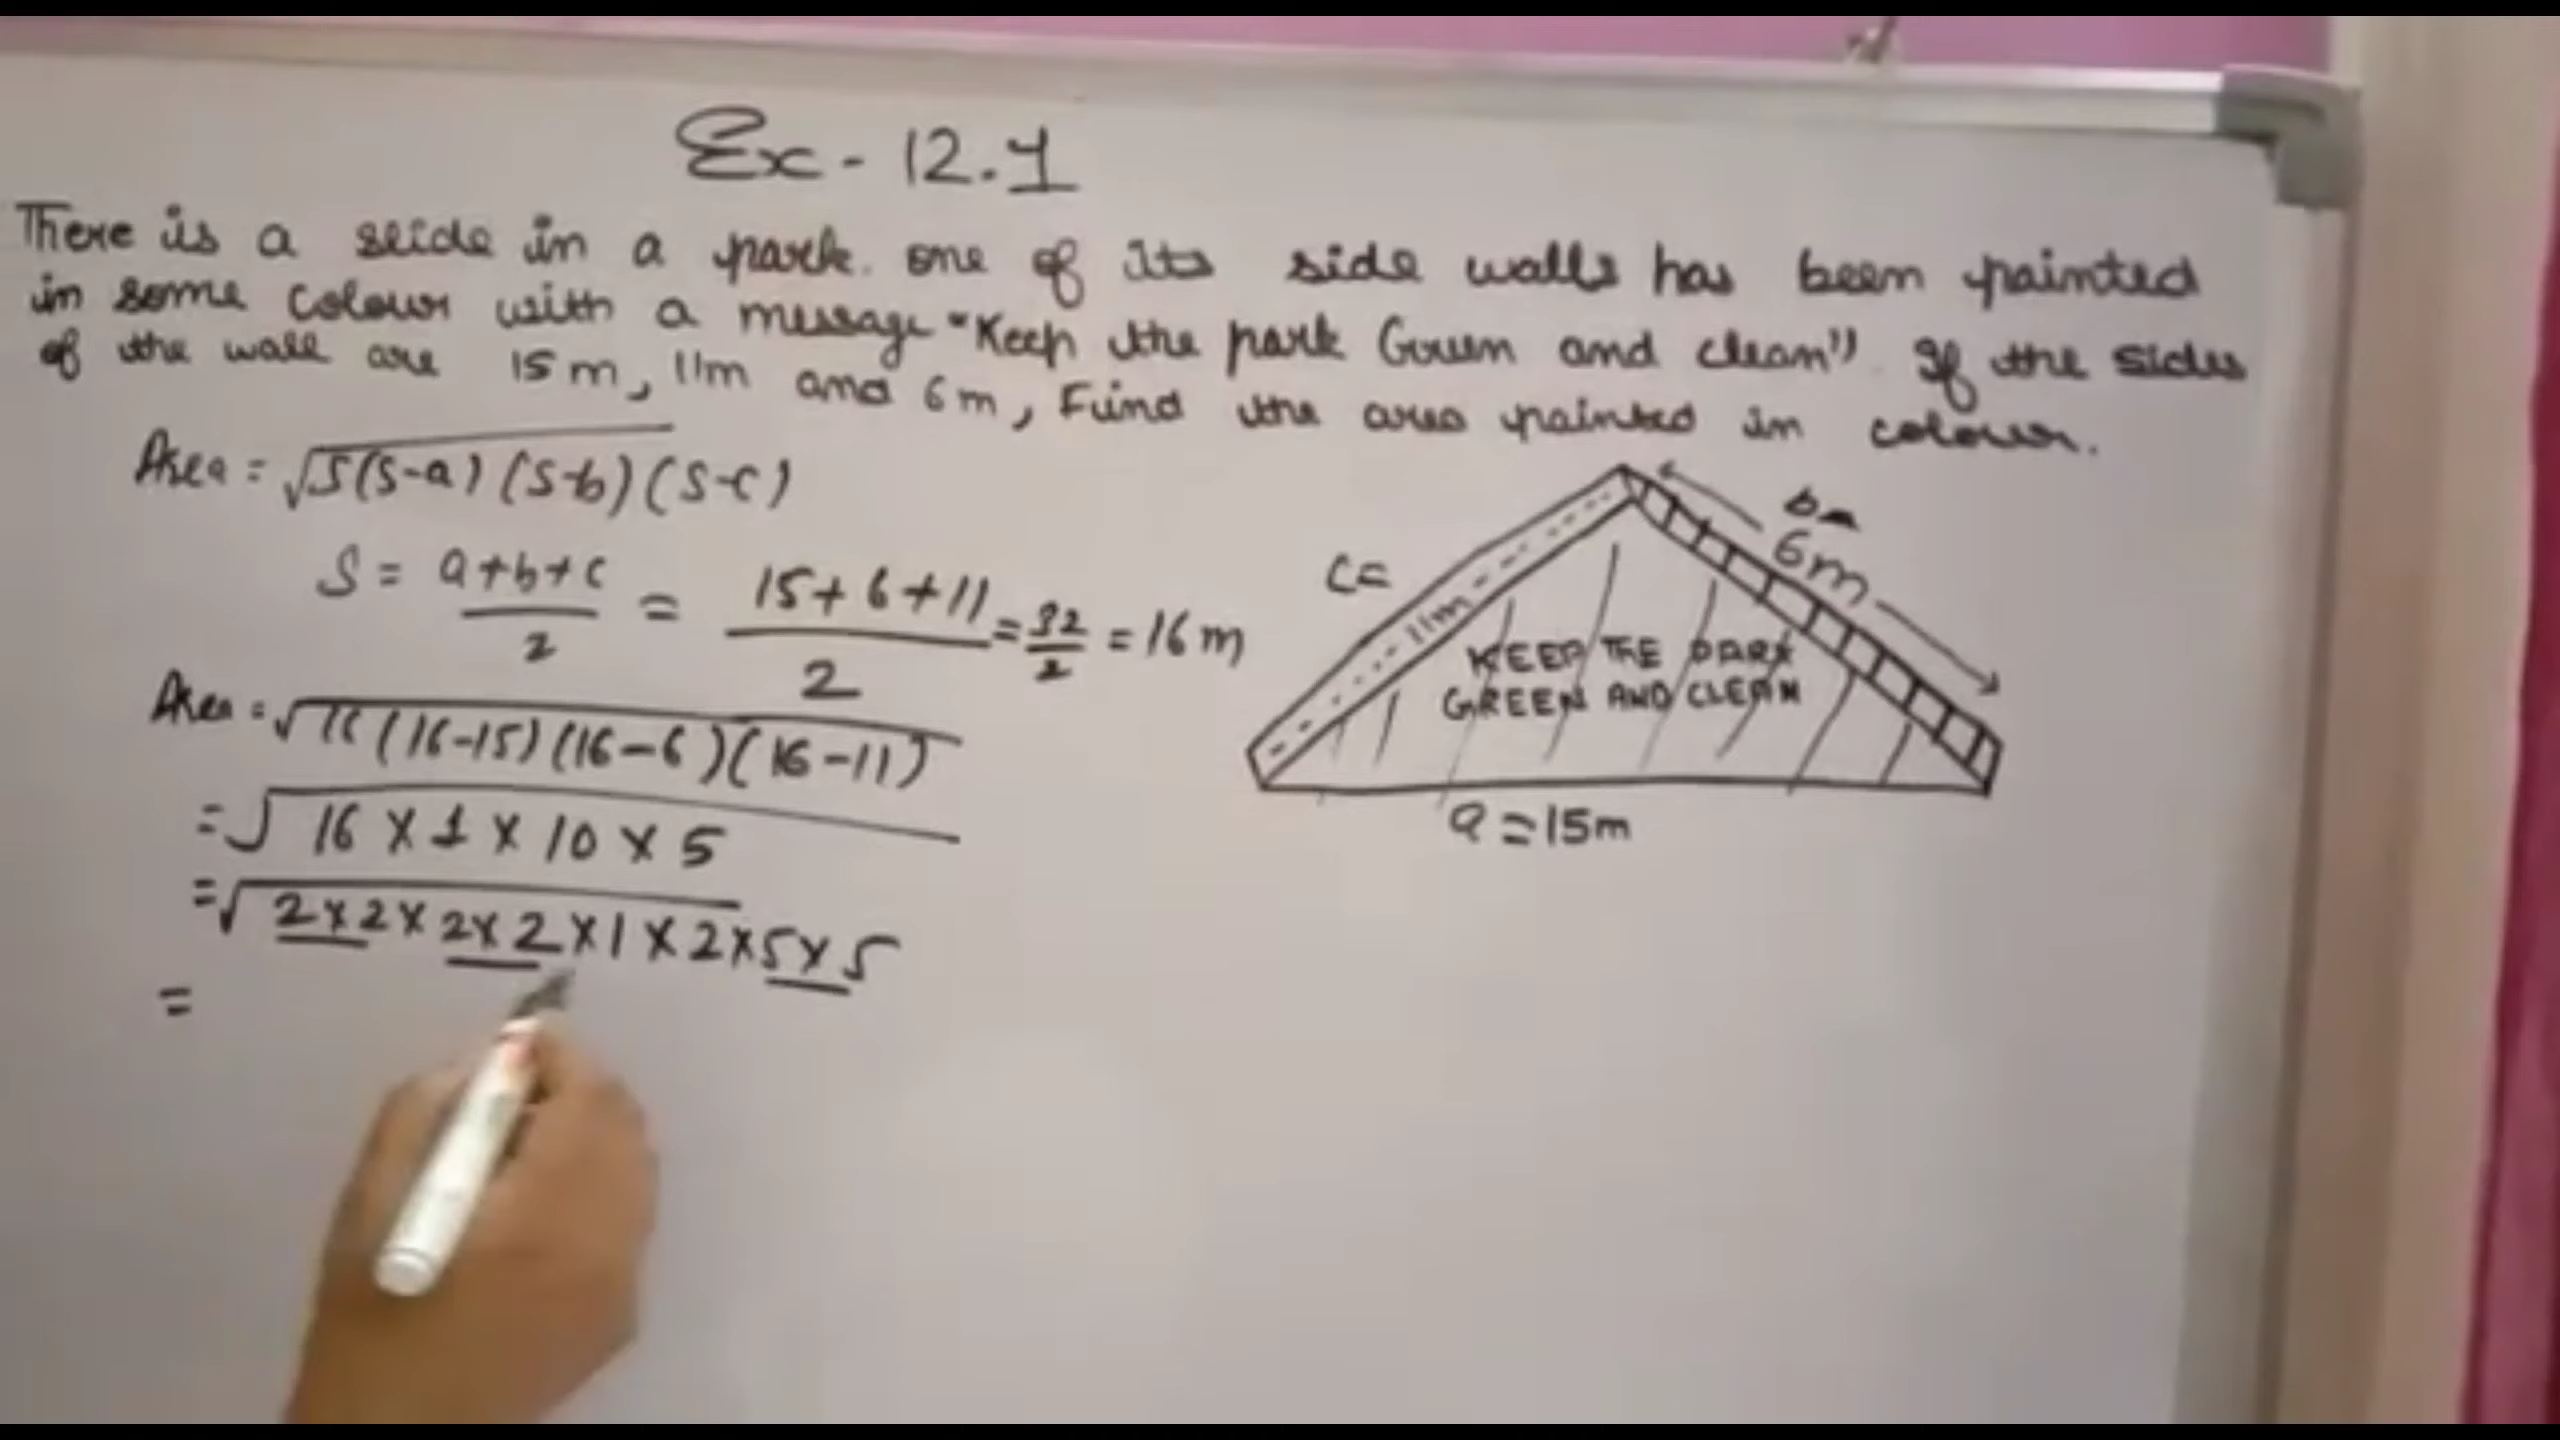 Ex - 12.1
There is a slide in a park. one of its side walls has been painted
in some colour with a message "Keep the park Green and clean". If the sides
of the wall are 15m, 11m and 6m, Find the area painted in colour.
Area = √S(S-a)(S-b)(S-c)
S = a+b+c/2 = 15+6+11/2 = 32/2 = 16m
Area = √16(16-15)(16-6)(16-11)
= √16 × 1 × 10 × 5
= √2×2×2×2×1×2×5×5
=
b=
6m
c=
11m
KEEP THE PARK
GREEN AND CLEAN
a = 15m